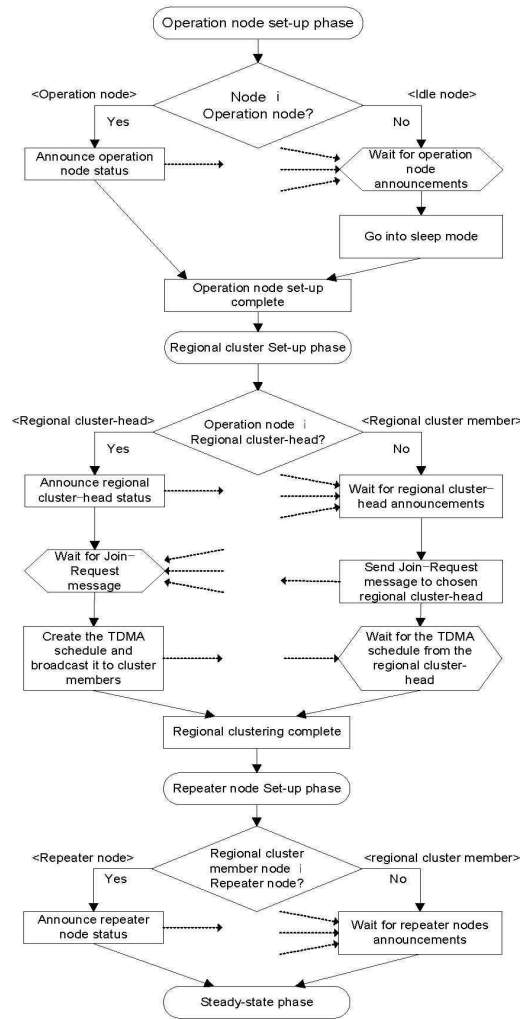 Operation node set-up phase
<Operation node>
<Idle node>
Node i
Operation node?
Yes
No
Announce operation
node status
Wait for operation
node
announcements
Go into sleep mode
Operation node set-up
complete
Regional cluster Set-up phase
<Regional cluster-head>
<Regional cluster member>
Operation node i
Regional cluster-head?
Yes
No
Announce regional
cluster-head status
Wait for regional cluster-
head announcements
Wait for Join-
Request
message
Send Join-Request
message to chosen
regional cluster-head
Create the TDMA
schedule and
broadcast it to cluster
members
Wait for the TDMA
schedule from the
regional cluster-
head
Regional clustering complete
Repeater node Set-up phase
<Repeater node>
<regional cluster member>
Regional cluster
member node i
Repeater node?
Yes
No
Announce repeater
node status
Wait for repeater nodes
announcements
Steady-state phase